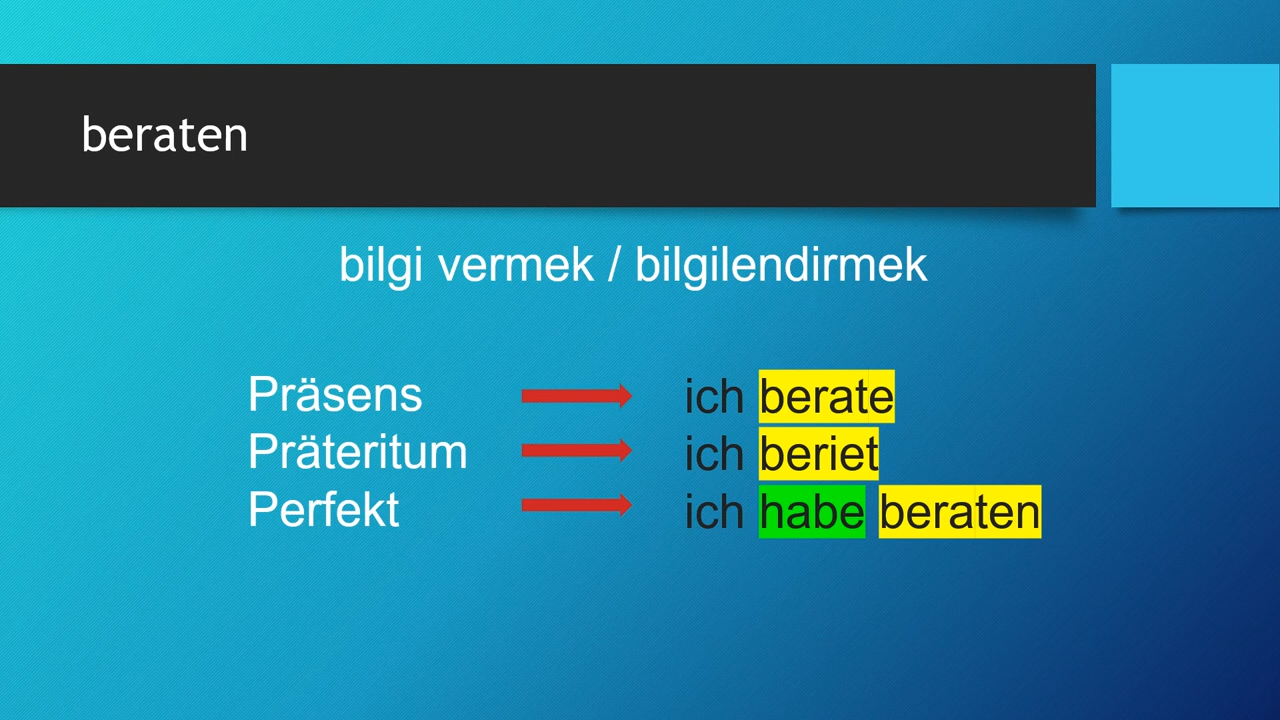 beraten
bilgi vermek / bilgilendirmek
Präsens ich berate
Präteritum ich beriet
Perfekt ich habe beraten